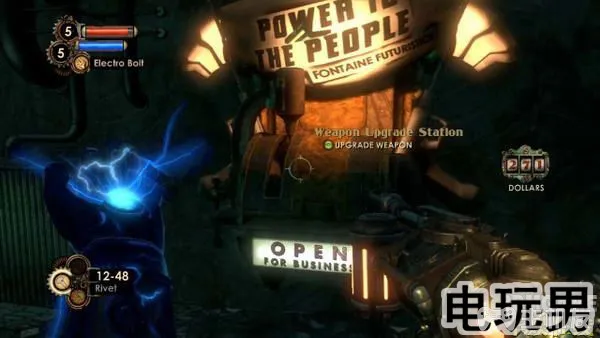 POWER TO
THE PEOPLE
FONTAINE FUTURISTICS
5
5
Electro Bolt
Weapon Upgrade Station
UPGRADE WEAPON
271
DOLLARS
OPEN
FOR BUSINESS
12-48
Rivet
电玩男